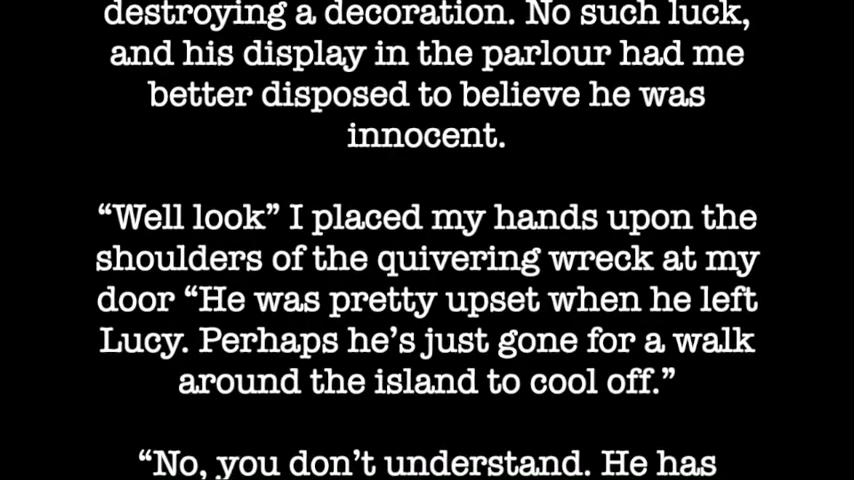 destroying a decoration. No such luck,
and his display in the parlour had me
better disposed to believe he was
innocent.
“Well look” I placed my hands upon the
shoulders of the quivering wreck at my
door “He was pretty upset when he left
Lucy. Perhaps he’s just gone for a walk
around the island to cool off.”
“No, you don’t understand. He has